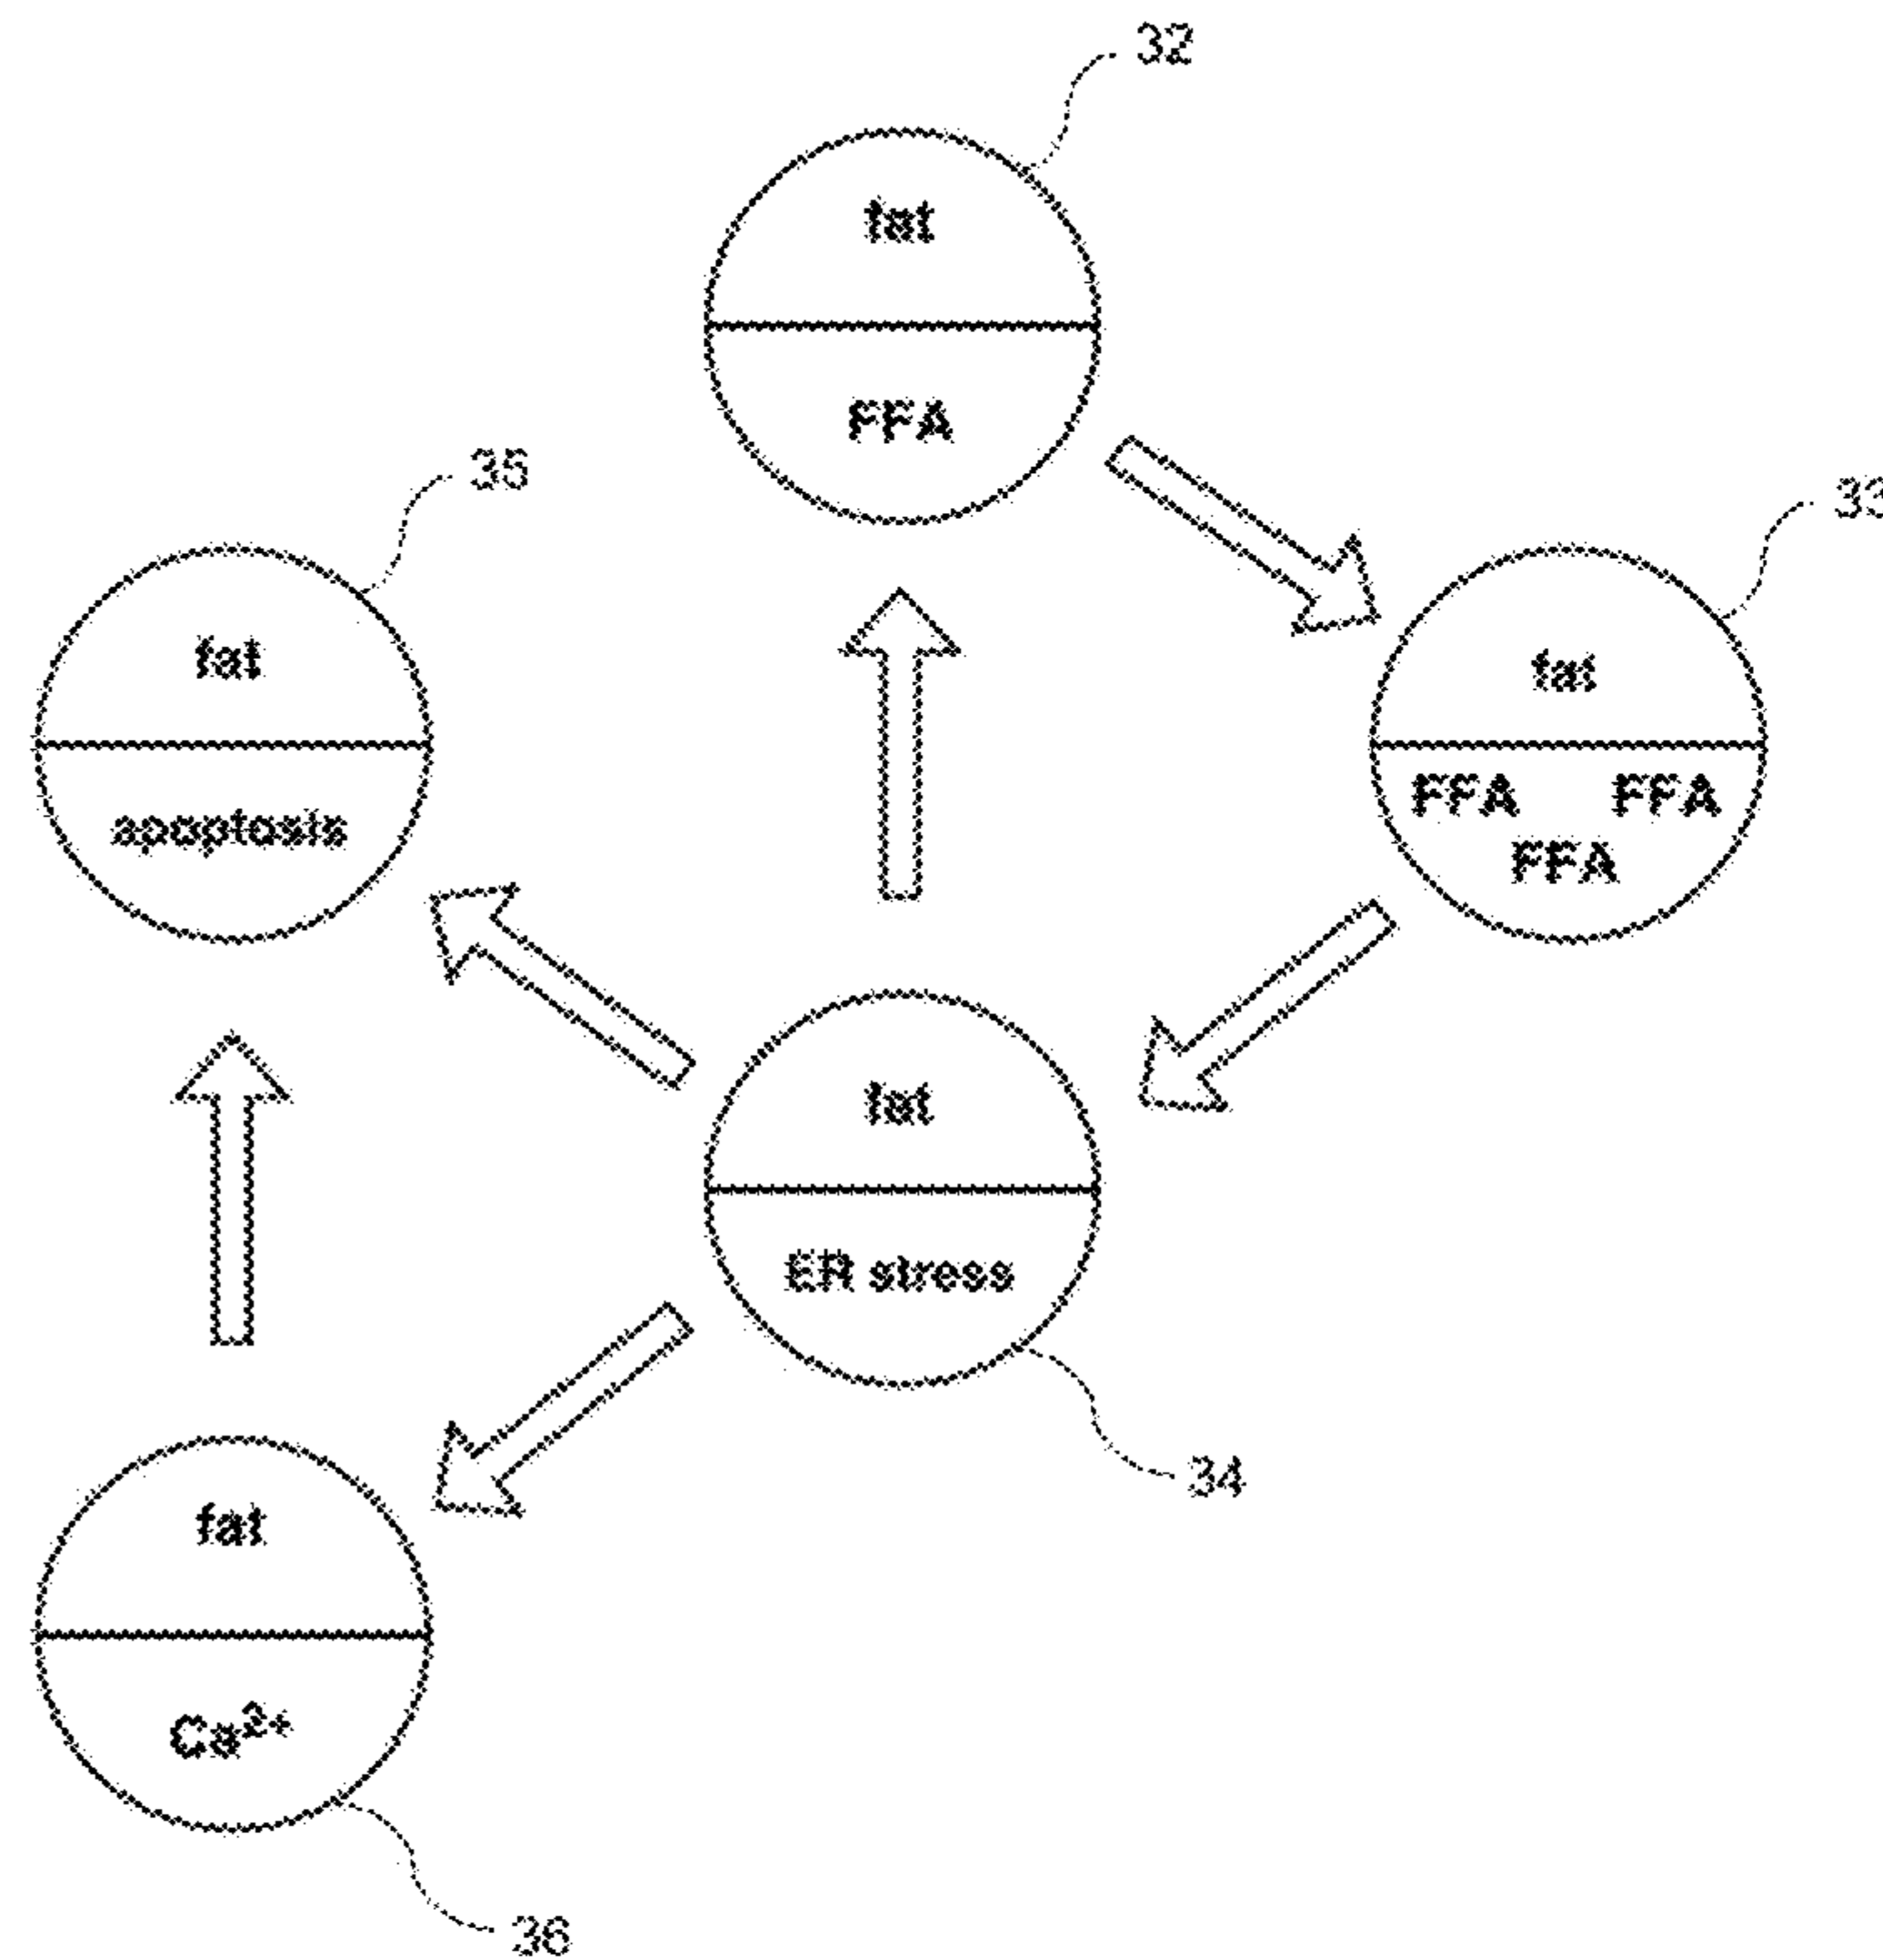 32
fat
FFA
35
33
fat
apoptosis
fat
FFA FFA
FFA
fat
ER stress
34
fat
Ca²⁺
36